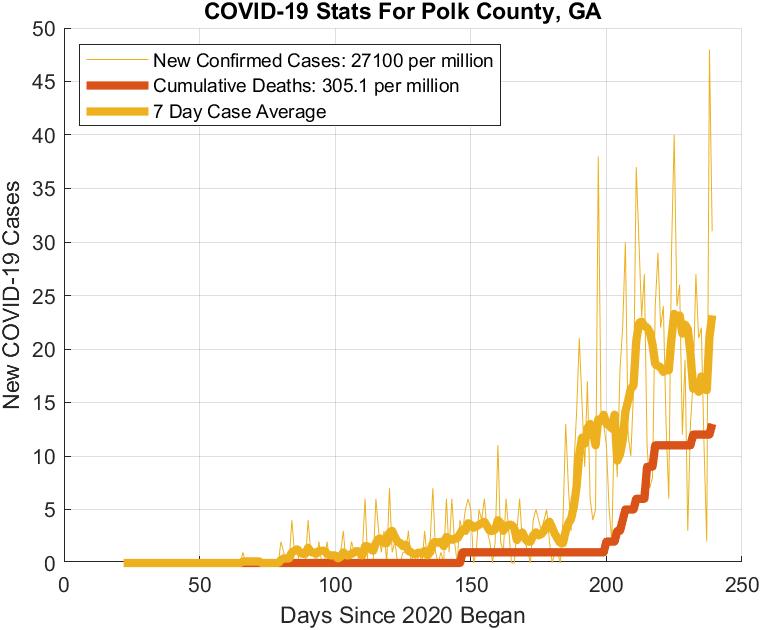 COVID-19 Stats For Polk County, GA
New Confirmed Cases: 27100 per million
Cumulative Deaths: 305.1 per million
7 Day Case Average
New COVID-19 Cases
50
45
40
35
30
25
20
15
10
5
0
0 50 100 150 200 250
Days Since 2020 Began